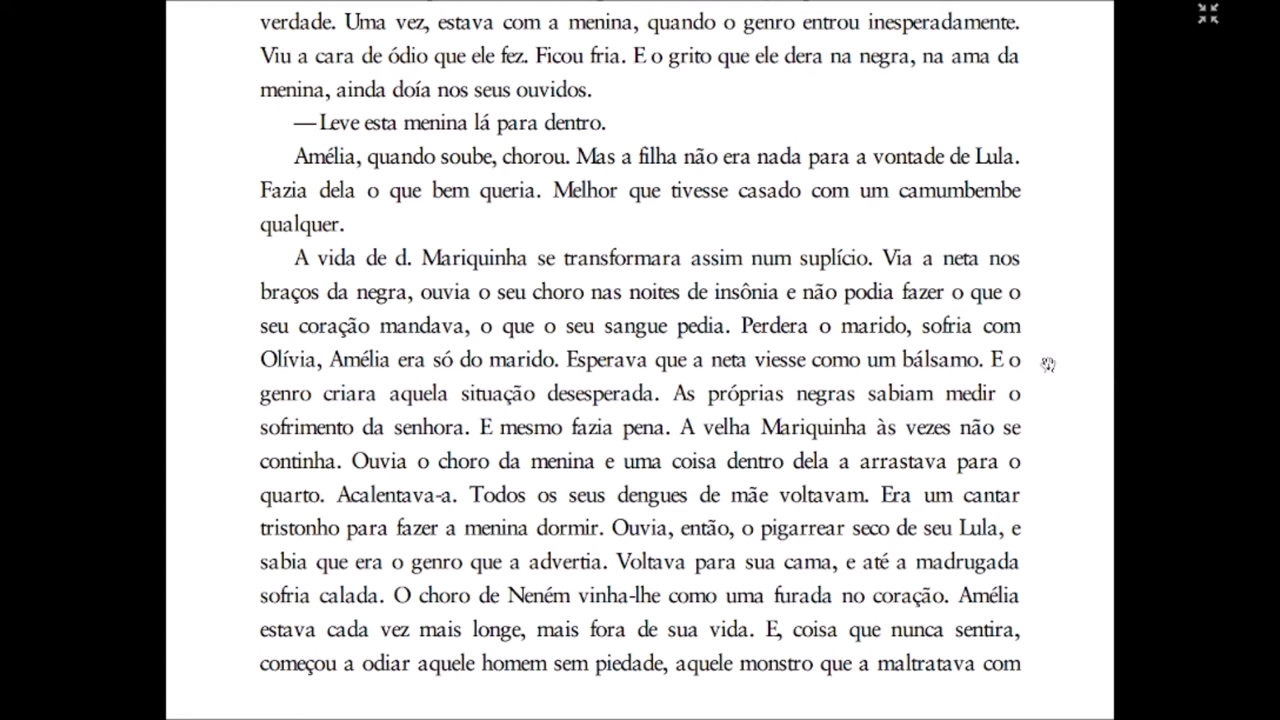 verdade. Uma vez, estava com a menina, quando o genro entrou inesperadamente.
Viu a cara de ódio que ele fez. Ficou fria. E o grito que ele dera na negra, na ama da
menina, ainda doía nos seus ouvidos.
— Leve esta menina lá para dentro.
Amélia, quando soube, chorou. Mas a filha não era nada para a vontade de Lula.
Fazia dela o que bem queria. Melhor que tivesse casado com um camumbembe
qualquer.
A vida de d. Mariquinha se transformara assim num suplício. Via a neta nos
braços da negra, ouvia o seu choro nas noites de insônia e não podia fazer o que o
seu coração mandava, o que o seu sangue pedia. Perdera o marido, sofria com
Olívia, Amélia era só do marido. Esperava que a neta viesse como um bálsamo. E o
genro criara aquela situação desesperada. As próprias negras sabiam medir o
sofrimento da senhora. E mesmo fazia pena. A velha Mariquinha às vezes não se
continha. Ouvia o choro da menina e uma coisa dentro dela a arrastava para o
quarto. Acalentava-a. Todos os seus dengues de mãe voltavam. Era um cantar
tristonho para fazer a menina dormir. Ouvia, então, o pigarrear seco de seu Lula, e
sabia que era o genro que a advertia. Voltava para sua cama, e até a madrugada
sofria calada. O choro de Neném vinha-lhe como uma furada no coração. Amélia
estava cada vez mais longe, mais fora de sua vida. E, coisa que nunca sentira,
começou a odiar aquele homem sem piedade, aquele monstro que a maltratava com